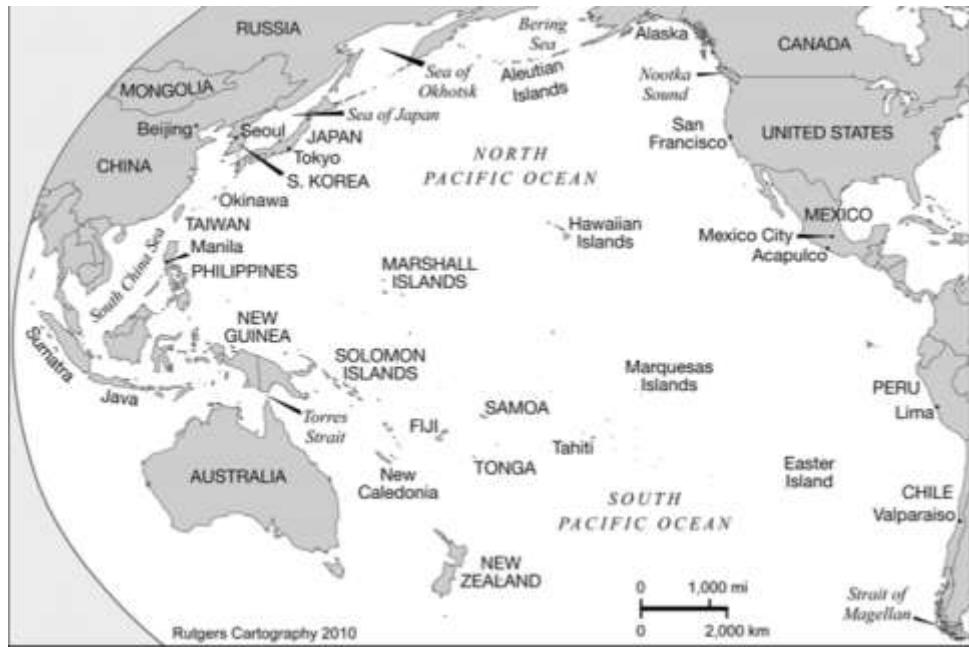 RUSSIA
Bering
Sea
Alaska
CANADA
MONGOLIA
Sea of
Okhotsk
Aleutian
Islands
Nootka
Sound
Beijing
Seoul
JAPAN
Sea of Japan
San
Francisco
UNITED STATES
CHINA
Tokyo
S. KOREA
NORTH
PACIFIC OCEAN
Okinawa
TAIWAN
Manila
PHILIPPINES
South China Sea
Hawaiian
Islands
MEXICO
Mexico City
Acapulco
MARSHALL
ISLANDS
NEW
GUINEA
SOLOMON
ISLANDS
Marquesas
Islands
Sumatra
Java
PERU
Lima
Torres
Strait
SAMOA
FIJI
Tahiti
AUSTRALIA
New
Caledonia
TONGA
Easter
Island
CHILE
Valparaiso
SOUTH
PACIFIC OCEAN
NEW
ZEALAND
0 1,000 mi
0 2,000 km
Strait of
Magellan
Rutgers Cartography 2010